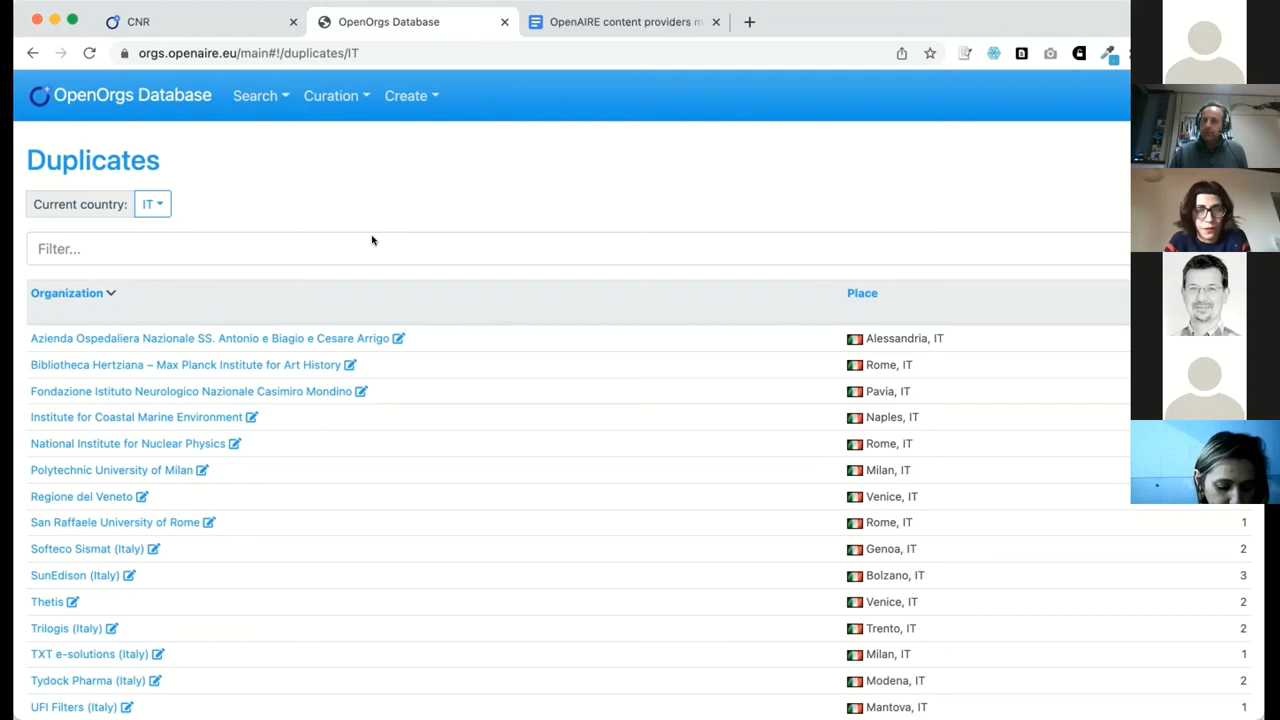 CNR
OpenOrgs Database
OpenAIRE content providers m
orgs.openaire.eu/main#!/duplicates/IT
OpenOrgs Database Search Curation Create
Duplicates
Current country: IT
Filter...
Organization Place
Azienda Ospedaliera Nazionale SS. Antonio e Biagio e Cesare Arrigo Alessandria, IT
Bibliotheca Hertziana – Max Planck Institute for Art History Rome, IT
Fondazione Istituto Neurologico Nazionale Casimiro Mondino Pavia, IT
Institute for Coastal Marine Environment Naples, IT
National Institute for Nuclear Physics Rome, IT
Polytechnic University of Milan Milan, IT
Regione del Veneto Venice, IT
San Raffaele University of Rome Rome, IT 1
Softeco Sismat (Italy) Genoa, IT 2
SunEdison (Italy) Bolzano, IT 3
Thetis Venice, IT 2
Trilogis (Italy) Trento, IT 2
TXT e-solutions (Italy) Milan, IT 1
Tydock Pharma (Italy) Modena, IT 2
UFI Filters (Italy) Mantova, IT 1